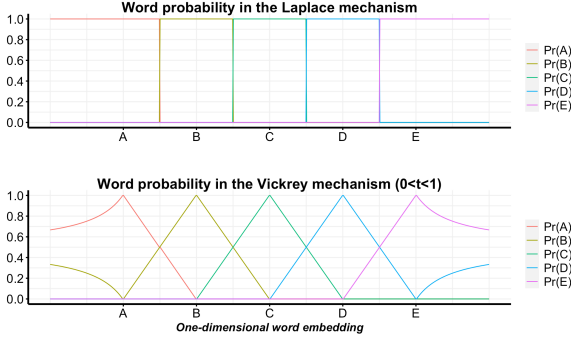 Word probability in the Laplace mechanism
1.0
0.8
0.6
0.4
0.2
0.0
A B C D E
Pr(A)
Pr(B)
Pr(C)
Pr(D)
Pr(E)
Word probability in the Vickrey mechanism (0<t<1)
1.0
0.8
0.6
0.4
0.2
0.0
A B C D E
Pr(A)
Pr(B)
Pr(C)
Pr(D)
Pr(E)
One-dimensional word embedding